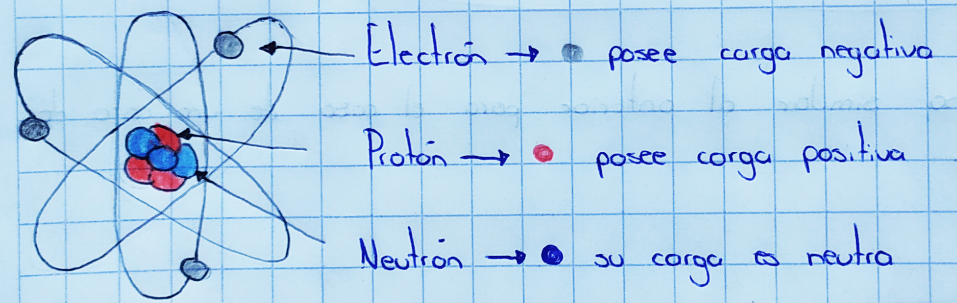 Electrón → posee carga negativa
Protón → posee carga positiva
Neutrón → su carga es neutra